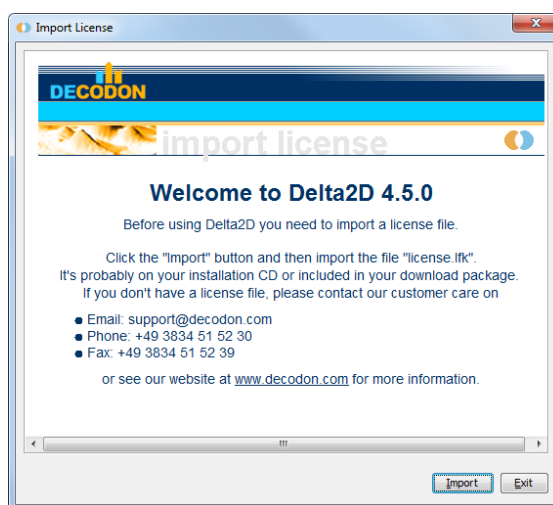 Import License
DECODON
import license
Welcome to Delta2D 4.5.0
Before using Delta2D you need to import a license file.
Click the "Import" button and then import the file "license.lfk".
It's probably on your installation CD or included in your download package.
If you don't have a license file, please contact our customer care on
Email: support@decodon.com
Phone: +49 3834 51 52 30
Fax: +49 3834 51 52 39
or see our website at www.decodon.com for more information.
Import Exit